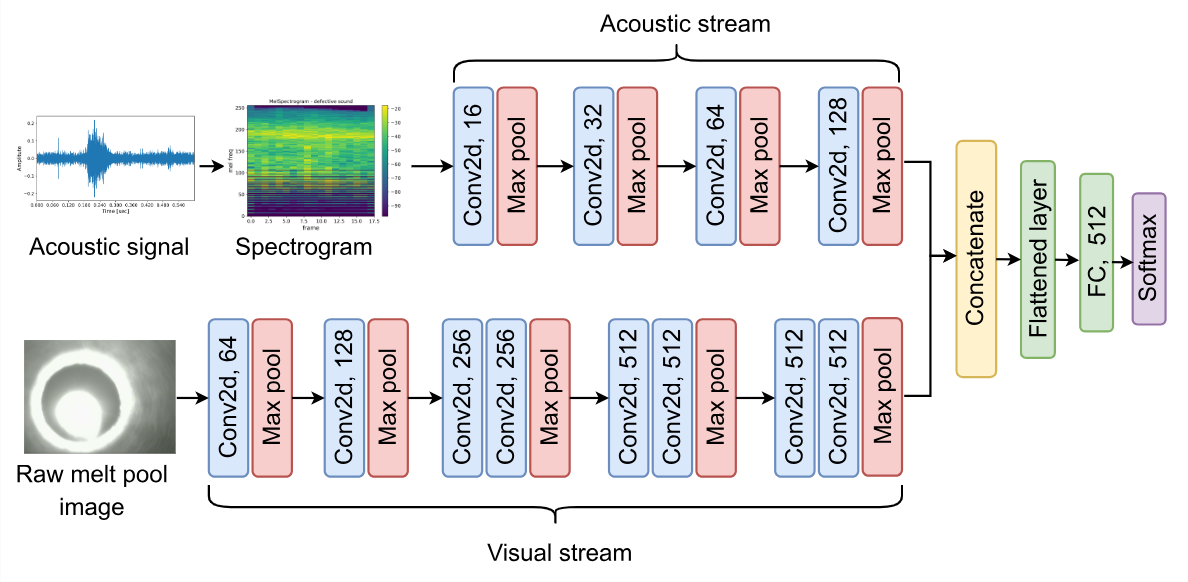 Acoustic stream
MelSpectrogram - defective sound
0.2
0.1
0.0
-0.1
-0.2
Amplitude
0.000 0.060 0.120 0.180 0.240 0.300 0.360 0.420 0.480 0.540
Time [sec]
250
200
150
100
50
0
mel freq
0.0 2.5 5.0 7.5 10.0 12.5 15.0 17.5
frame
-20
-30
-40
-50
-60
-70
-80
-90
Acoustic signal
Spectrogram
Conv2d, 16
Max pool
Conv2d, 32
Max pool
Conv2d, 64
Max pool
Conv2d, 128
Max pool
Concatenate
Flattened layer
FC, 512
Softmax
Conv2d, 64
Max pool
Conv2d, 128
Max pool
Conv2d, 256
Conv2d, 256
Max pool
Conv2d, 512
Conv2d, 512
Max pool
Conv2d, 512
Conv2d, 512
Max pool
Raw melt pool
image
Visual stream